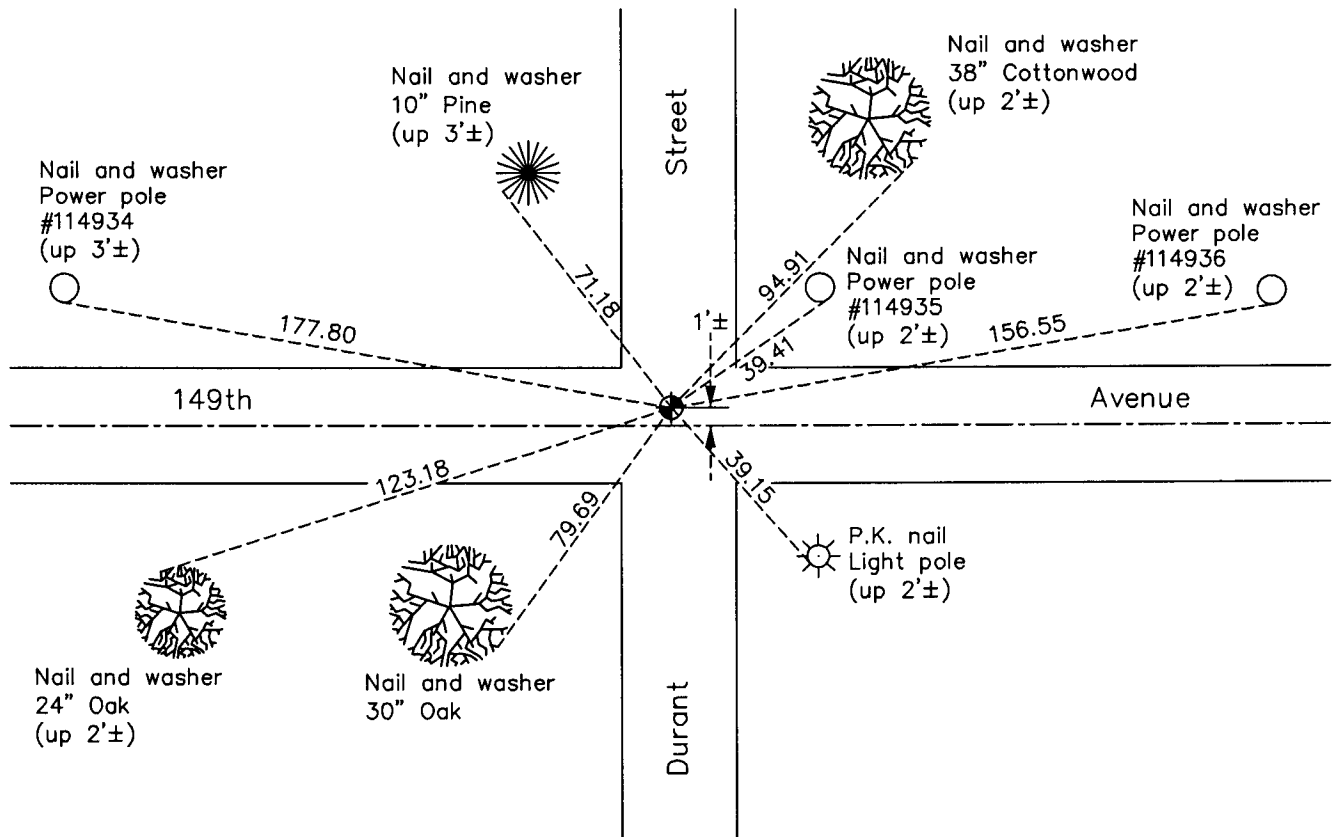 Nail and washer
38" Cottonwood
(up 2'±)
Nail and washer
10" Pine
(up 3'±)
Street
Nail and washer
Power pole
#114934
(up 3'±)
Nail and washer
Power pole
#114936
(up 2'±)
Nail and washer
Power pole
#114935
(up 2'±)
94.91
71.18
177.80
1'±
39.41
156.55
149th
Avenue
123.18
79.69
39.15
P.K. nail
Light pole
(up 2'±)
Nail and washer
24" Oak
(up 2'±)
Nail and washer
30" Oak
Durant